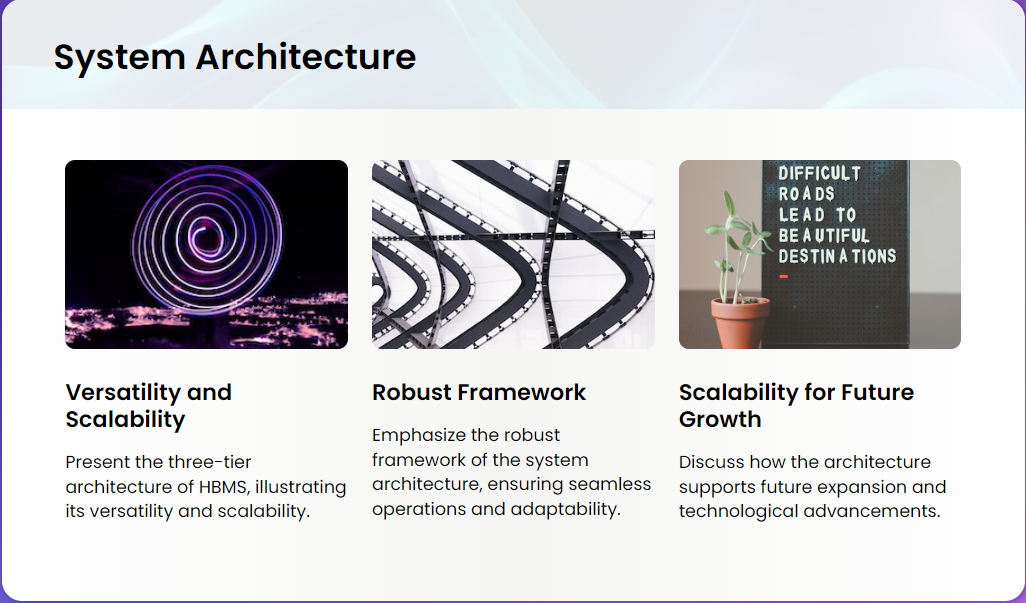 System Architecture
DIFFICULT
ROADS
LEAD TO
BEAUTIFUL
DESTINATIONS
Versatility and
Scalability
Present the three-tier
architecture of HBMS, illustrating
its versatility and scalability.
Robust Framework
Emphasize the robust
framework of the system
architecture, ensuring seamless
operations and adaptability.
Scalability for Future
Growth
Discuss how the architecture
supports future expansion and
technological advancements.